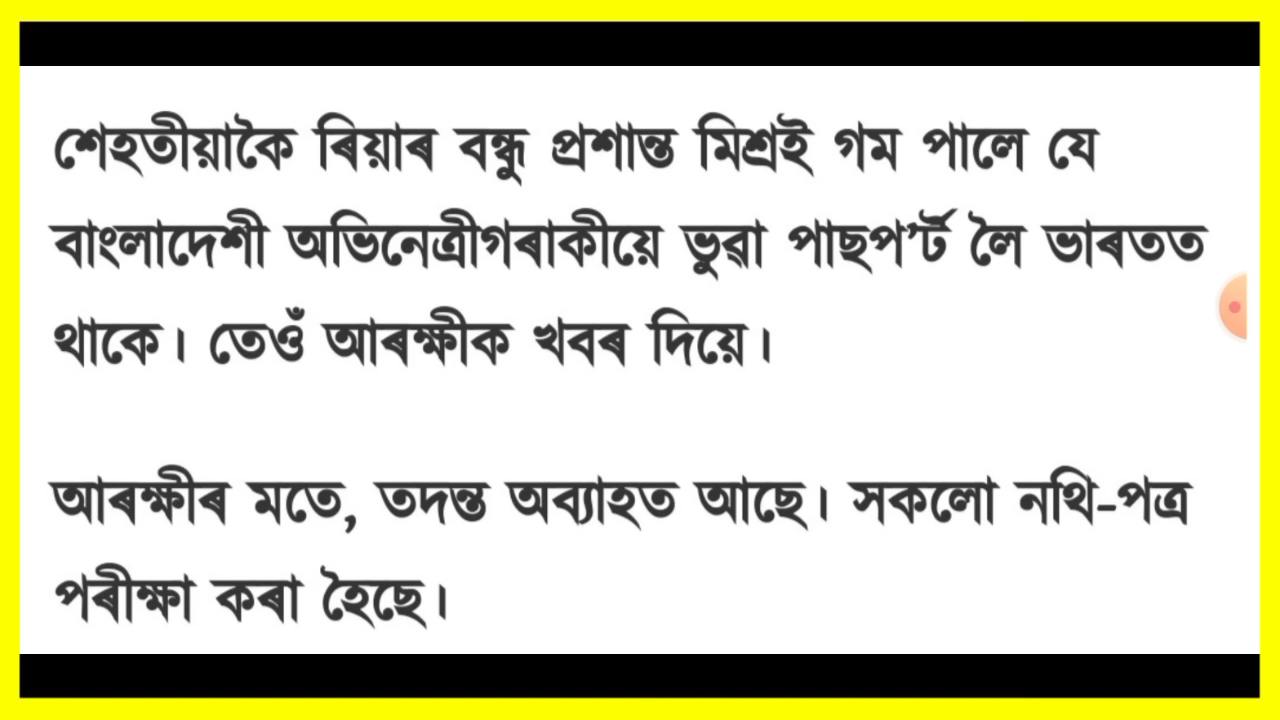 শেহতীয়াকৈ ৰিয়াৰ বন্ধু প্ৰশান্ত মিশ্ৰই গম পালে যে
বাংলাদেশী অভিনেত্ৰীগৰাকীয়ে ভুৱা পাছপ’ৰ্ট লৈ ভাৰতত
থাকে। তেওঁ আৰক্ষীক খবৰ দিয়ে।
আৰক্ষীৰ মতে, তদন্ত অব্যাহত আছে। সকলো নথি-পত্ৰ
পৰীক্ষা কৰা হৈছে।